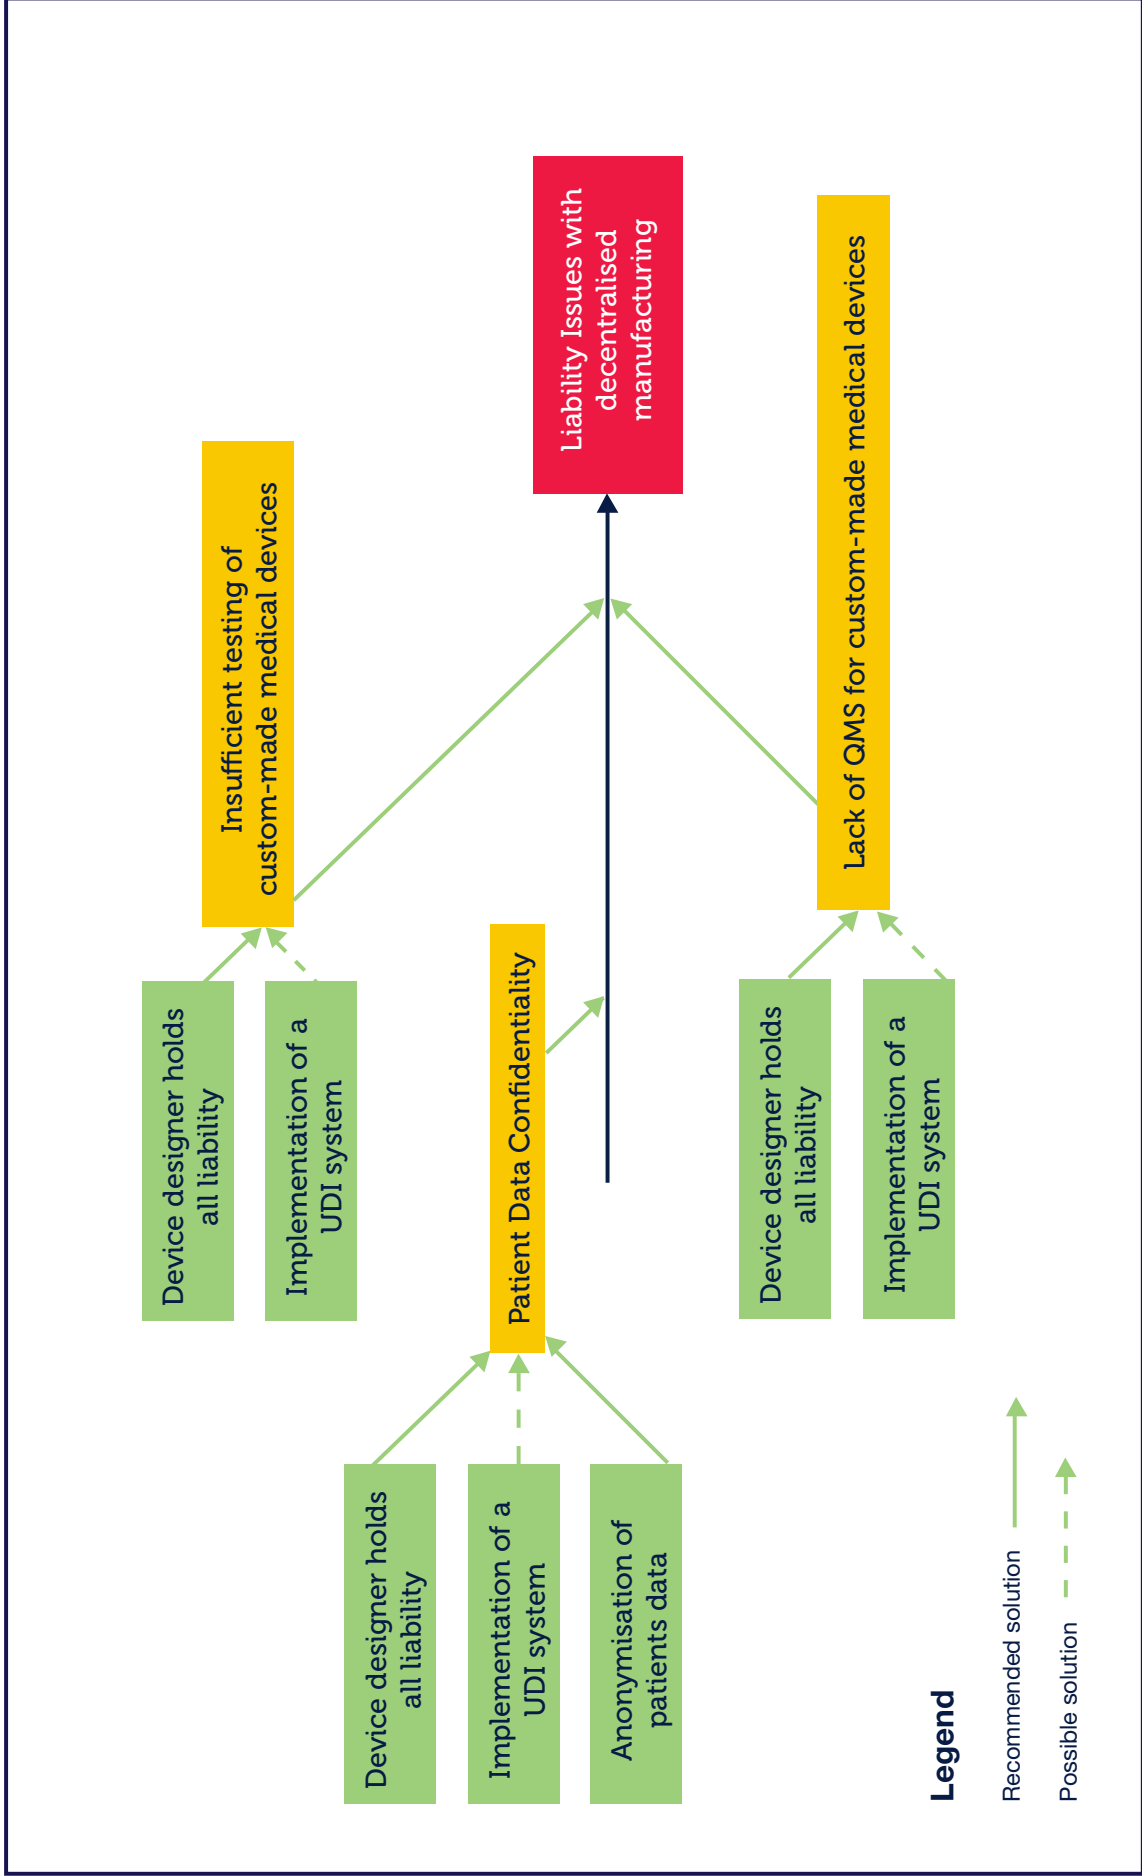 Insufficient testing of
custom-made medical devices
Device designer holds
all liability
Implementation of a
UDI system
Liability Issues with
decentralised
manufacturing
Patient Data Confidentiality
Device designer holds
all liability
Implementation of a
UDI system
Anonymisation of
patients data
Lack of QMS for custom-made medical devices
Device designer holds
all liability
Implementation of a
UDI system
Legend
Recommended solution
Possible solution